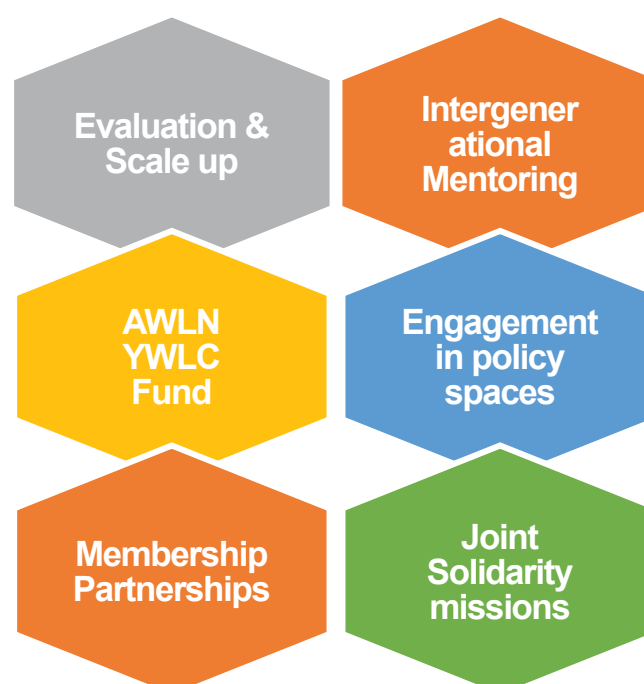 Evaluation &
Scale up
Intergener
ational
Mentoring
AWLN
YWLC
Fund
Engagement
in policy
spaces
Membership
Partnerships
Joint
Solidarity
missions